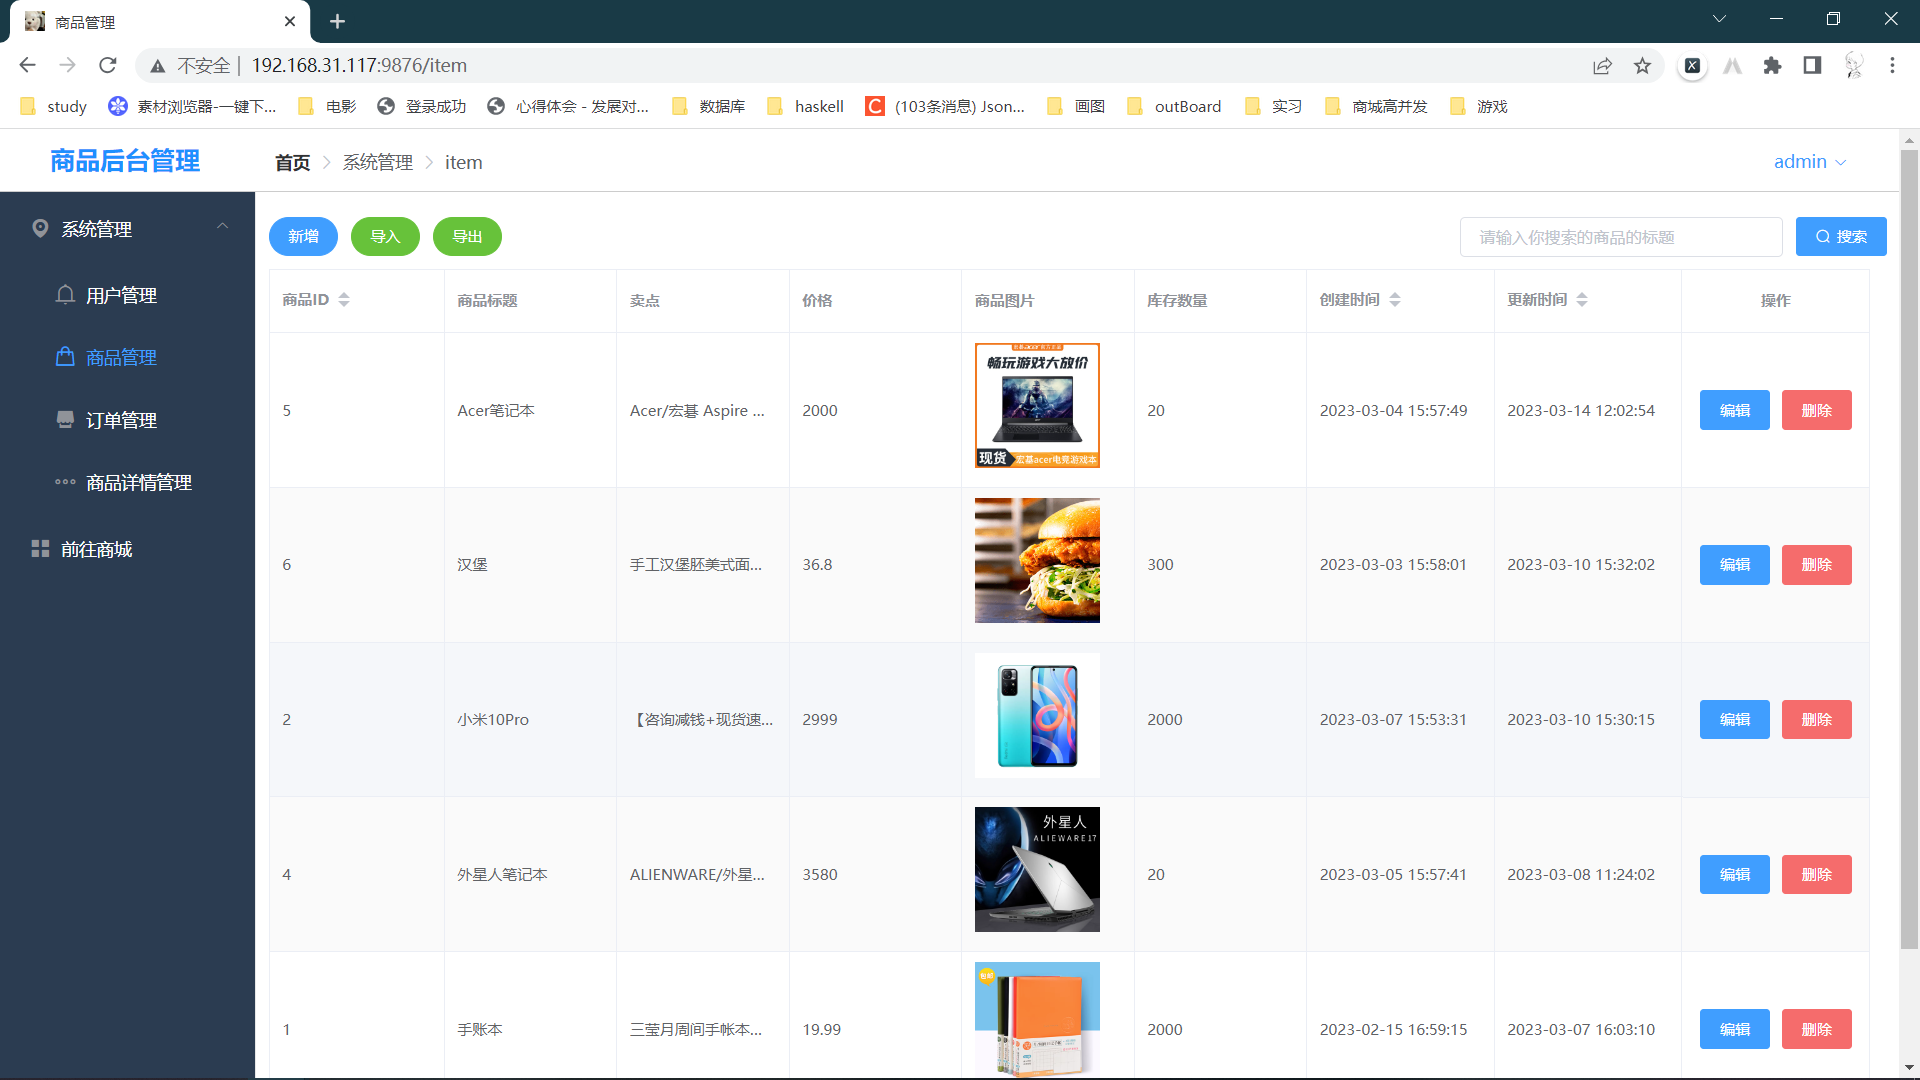 商品管理
不安全 192.168.31.117:9876/item
study 素材浏览器-一键下... 电影 登录成功 心得体会 - 发展对... 数据库 haskell (103条消息) Json... 画图 outBoard 实习 商城高并发 游戏
商品后台管理 首页 系统管理 item admin
系统管理
用户管理
商品管理
订单管理
商品详情管理
前往商城
新增 导入 导出 请输入你搜索的商品的标题 搜索
商品ID 商品标题 卖点 价格 商品图片 库存数量 创建时间 更新时间 操作
畅玩游戏大放价
现货 宏基acer电竞游戏本
5 Acer笔记本 Acer/宏碁 Aspire ... 2000 20 2023-03-04 15:57:49 2023-03-14 12:02:54 编辑 删除
6 汉堡 手工汉堡胚美式面... 36.8 300 2023-03-03 15:58:01 2023-03-10 15:32:02 编辑 删除
2 小米10Pro 【咨询减钱+现货速... 2999 2000 2023-03-07 15:53:31 2023-03-10 15:30:15 编辑 删除
外星人
ALIEWARE17
4 外星人笔记本 ALIENWARE/外星... 3580 20 2023-03-05 15:57:41 2023-03-08 11:24:02 编辑 删除
1 手账本 三莹月周间手帐本... 19.99 2000 2023-02-15 16:59:15 2023-03-07 16:03:10 编辑 删除